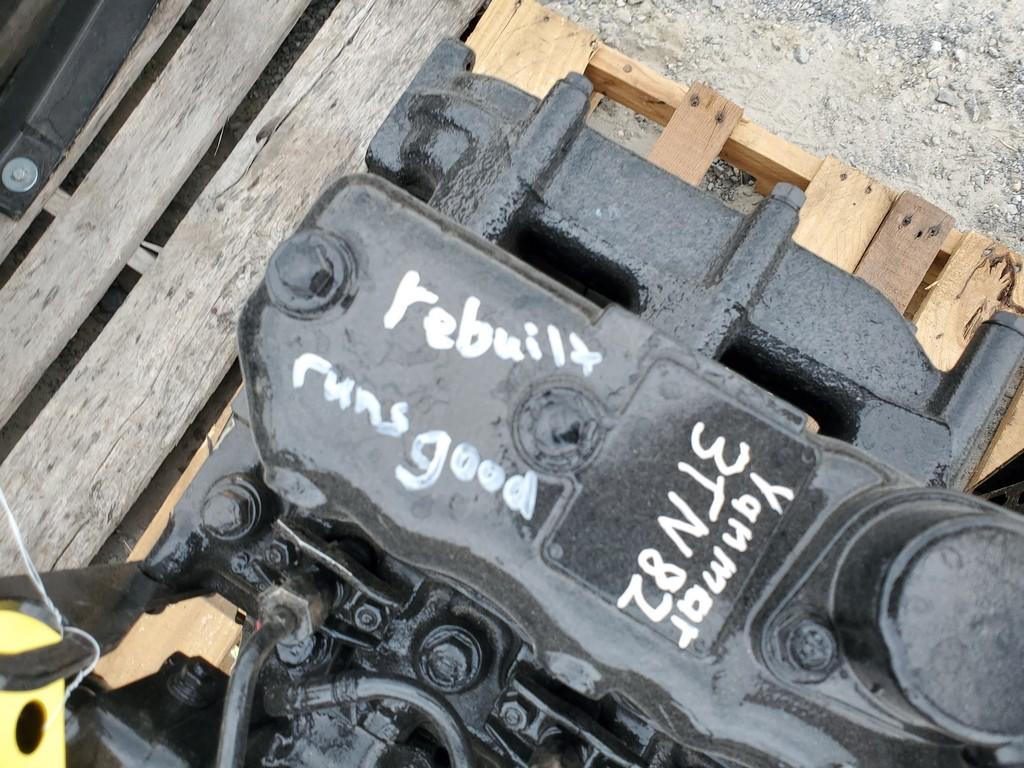 rebuilt
runs good
Yanmar
3TN82